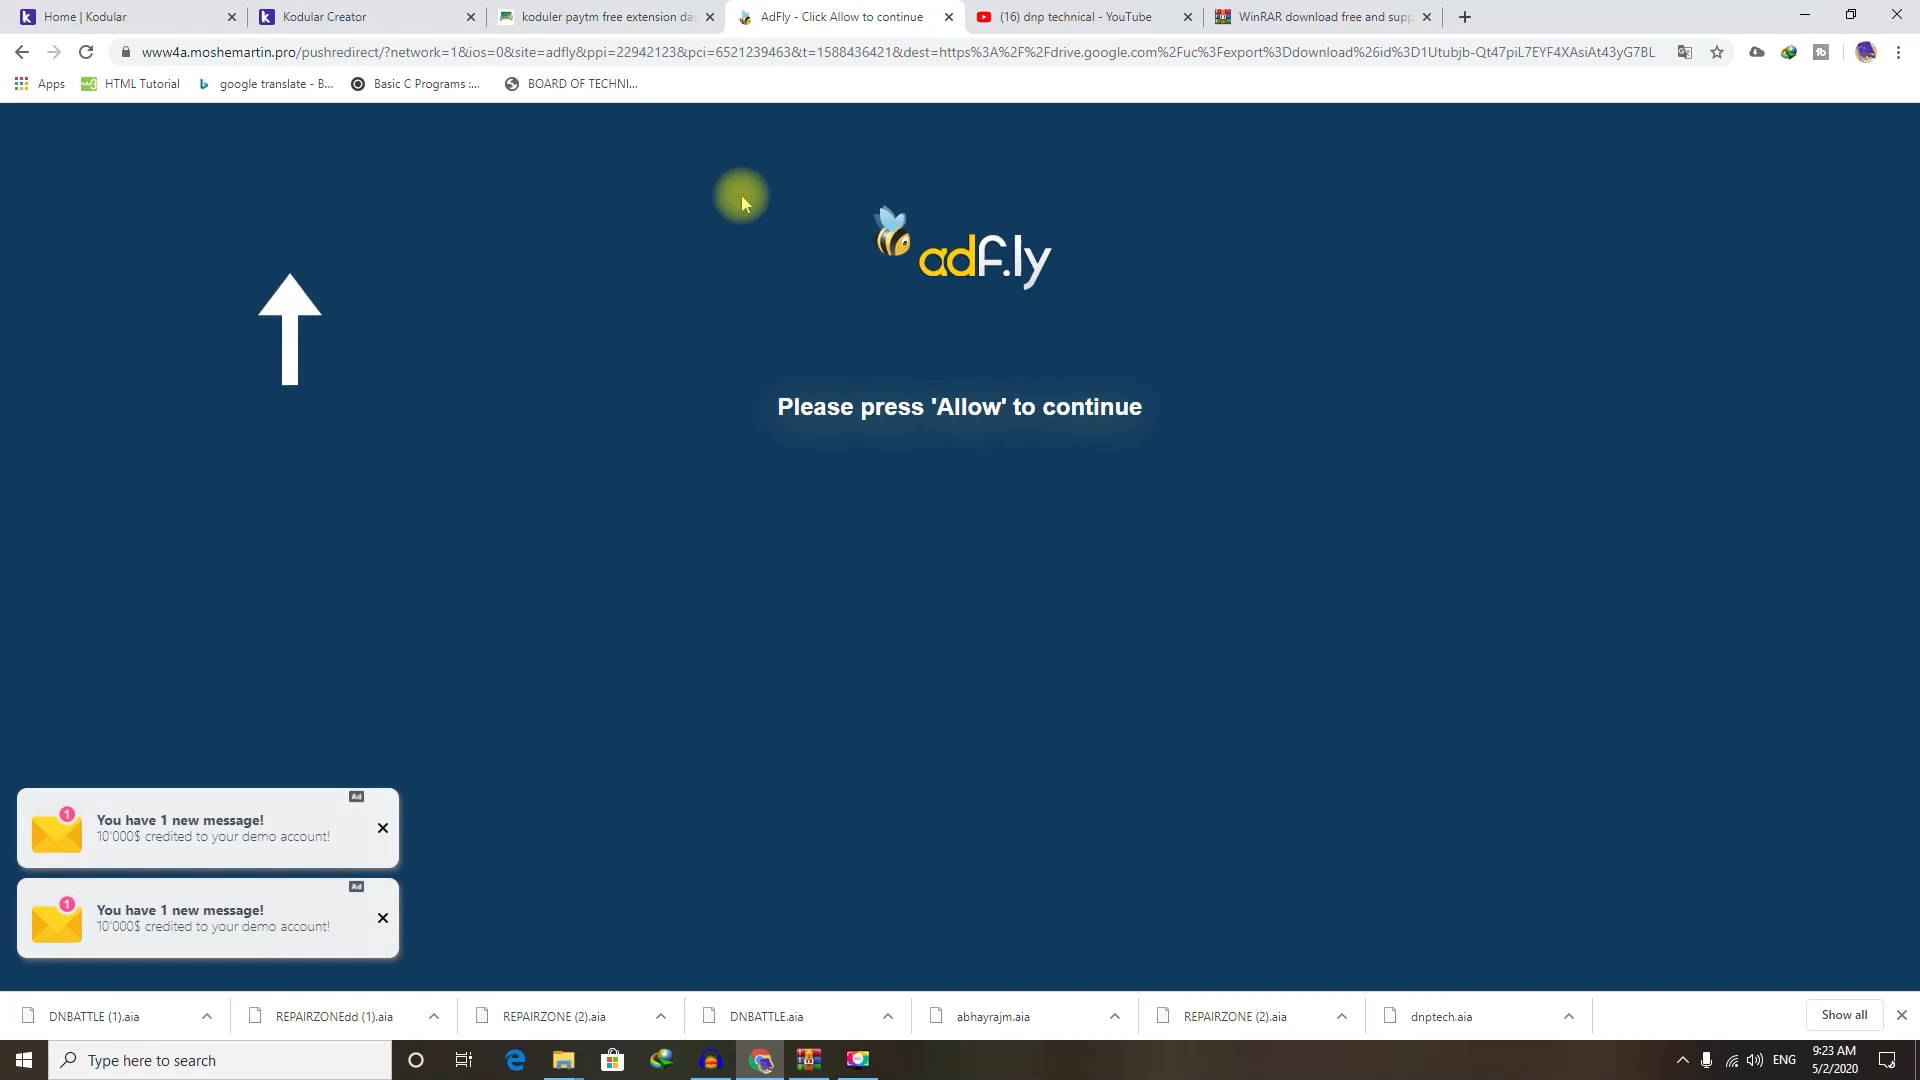 Home | Kodular
Kodular Creator
koduler paytm free extension da
AdFly - Click Allow to continue
(16) dnp technical - YouTube
WinRAR download free and supp
www4a.moshemartin.pro/pushredirect/?network=1&ios=0&site=adfly&ppi=22942123&pci=6521239463&t=1588436421&dest=https%3A%2F%2Fdrive.google.com%2Fuc%3Fexport%3Ddownload%26id%3D1Utubjb-Qt47piL7EYF4XAsiAt43yG7BL
Apps
HTML Tutorial
google translate - B...
Basic C Programs :...
BOARD OF TECHNI...
adf.ly
Please press 'Allow' to continue
Ad
1
You have 1 new message!
10'000$ credited to your demo account!
Ad
1
You have 1 new message!
10'000$ credited to your demo account!
DNBATTLE (1).aia
REPAIRZONEdd (1).aia
REPAIRZONE (2).aia
DNBATTLE.aia
abhayrajm.aia
REPAIRZONE (2).aia
dnptech.aia
Show all
Type here to search
ENG
9:23 AM
5/2/2020